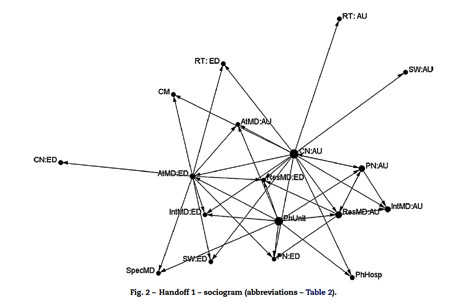 RT: AU
RT: ED
SW:AU
CM
AtMD:AU
CN:AU
CN:ED
PN:AU
AtMD:ED
ResMD:ED
IntMD:ED
PhUnit
ResMD:AU
IntMD:AU
SW:ED
PN:ED
SpecMD
PhHosp
Fig. 2 – Handoff 1 – sociogram (abbreviations – Table 2).